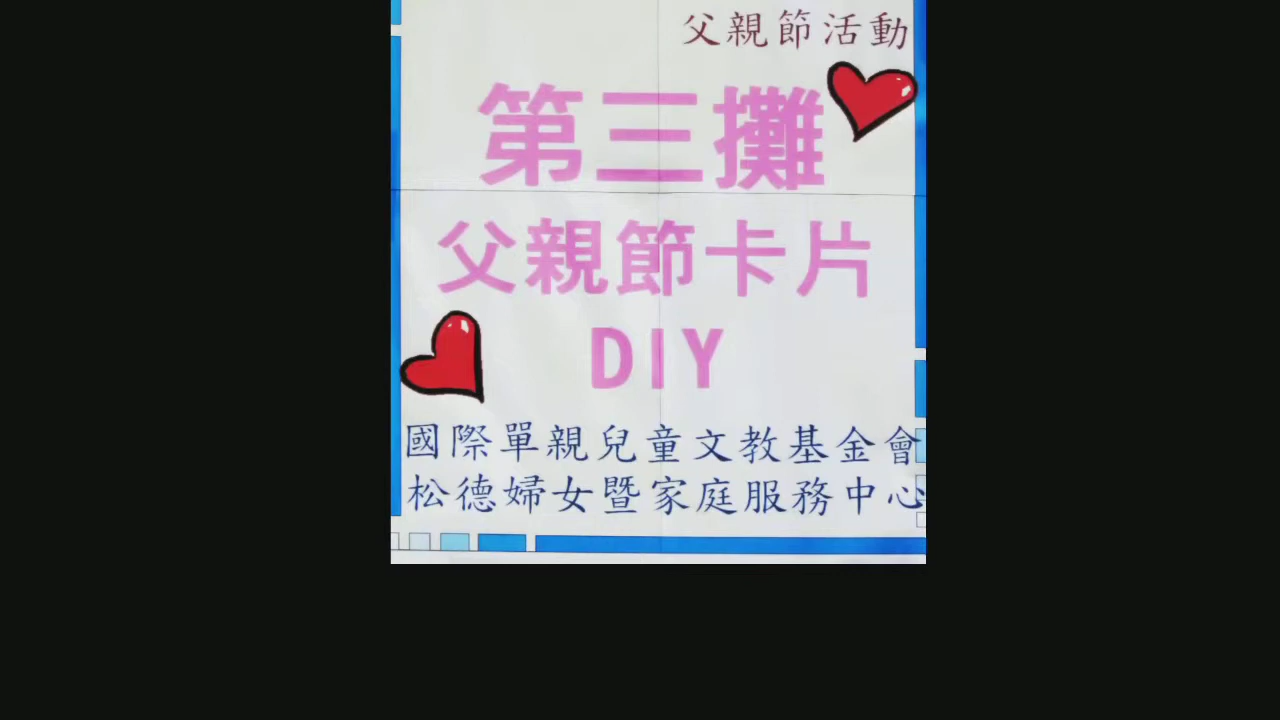 父親節活動
第三攤
父親節卡片
DIY
國際單親兒童文教基金會
松德婦女暨家庭服務中心